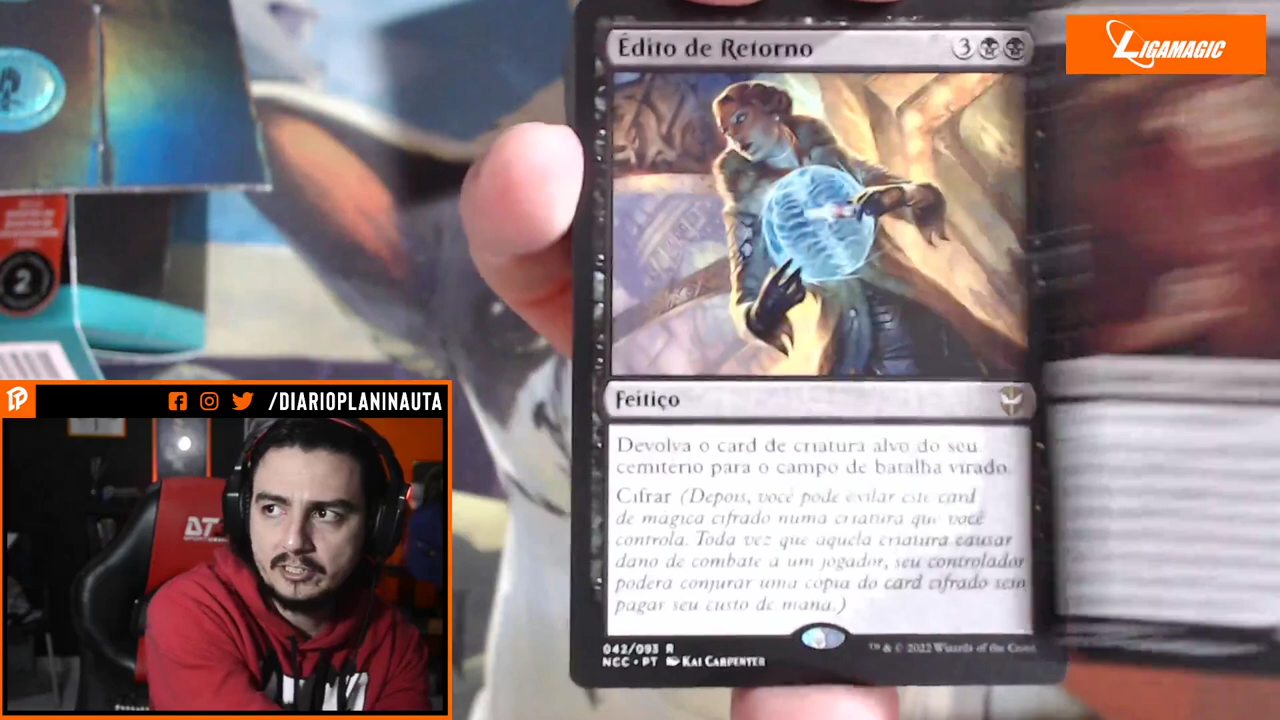 LIGAMAGIC
Édito de Retorno
3
2
Feitiço
/DIARIOPLANINAUTA
Devolva o card de criatura alvo do seu
cemitério para o campo de batalha virado.
Cifrar (Depois, você pode exilar este card
de mágica cifrado numa criatura que você
controla. Toda vez que aquela criatura causar
dano de combate a um jogador, seu controlador
poderá conjurar uma cópia do card cifrado sem
pagar seu custo de mana.)
DT3
042/093 R
NCC • PT KAI CARPENTER
™ & © 2022 Wizards of the Coast